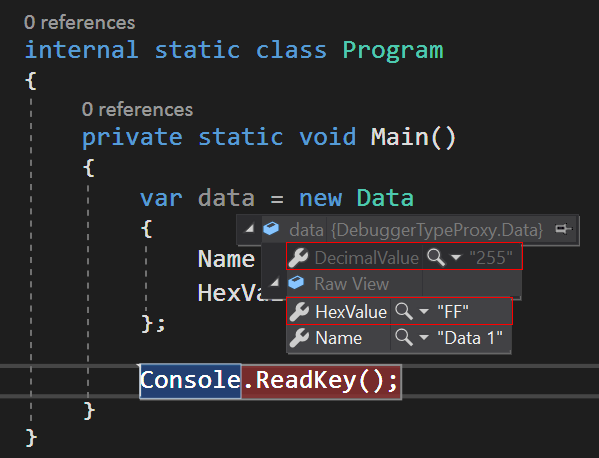 0 references
internal static class Program
{
0 references
private static void Main()
{
var data = new Data
{
data {DebuggerTypeProxy.Data}
Name
DecimalValue "255"
HexVa
Raw View
HexValue "FF"
};
Name "Data 1"
Console.ReadKey();
}
}